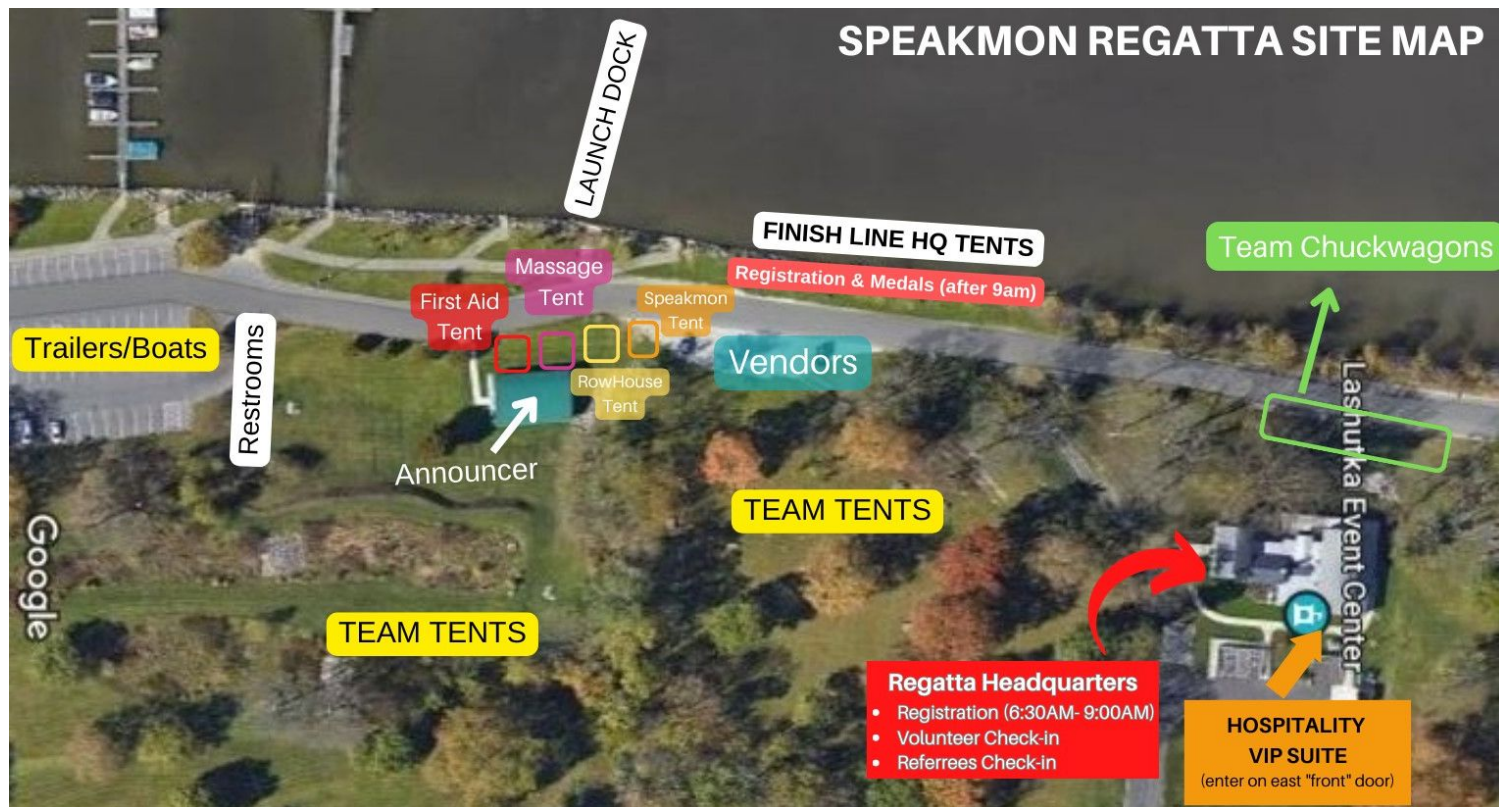 SPEAKMON REGATTA SITE MAP
LAUNCH DOCK
FINISH LINE HQ TENTS
Registration & Medals (after 9am)
Team Chuckwagons
Massage
Tent
First Aid
Tent
Speakmon
Tent
RowHouse
Tent
Vendors
Trailers/Boats
Restrooms
Announcer
Lashutka Event Center
TEAM TENTS
TEAM TENTS
Google
Regatta Headquarters
• Registration (6:30AM- 9:00AM)
• Volunteer Check-in
• Referrees Check-in
HOSPITALITY
VIP SUITE
(enter on east "front" door)